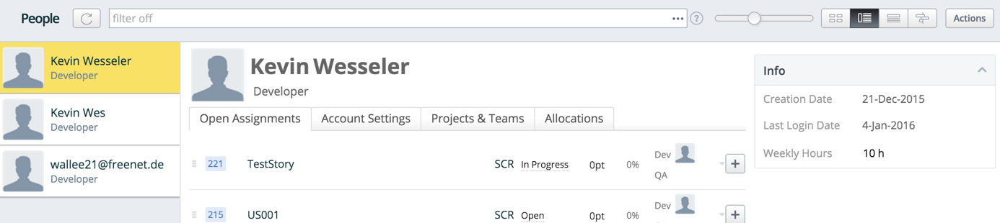 People
filter off
Actions
Kevin Wesseler
Developer
Kevin Wes
Developer
wallee21@freenet.de
Developer
Kevin Wesseler
Developer
Open Assignments Account Settings Projects & Teams Allocations
221 TestStory SCR In Progress 0pt 0% Dev
QA
215 US001 SCR Open 0pt 0% Dev
Info
Creation Date 21-Dec-2015
Last Login Date 4-Jan-2016
Weekly Hours 10 h